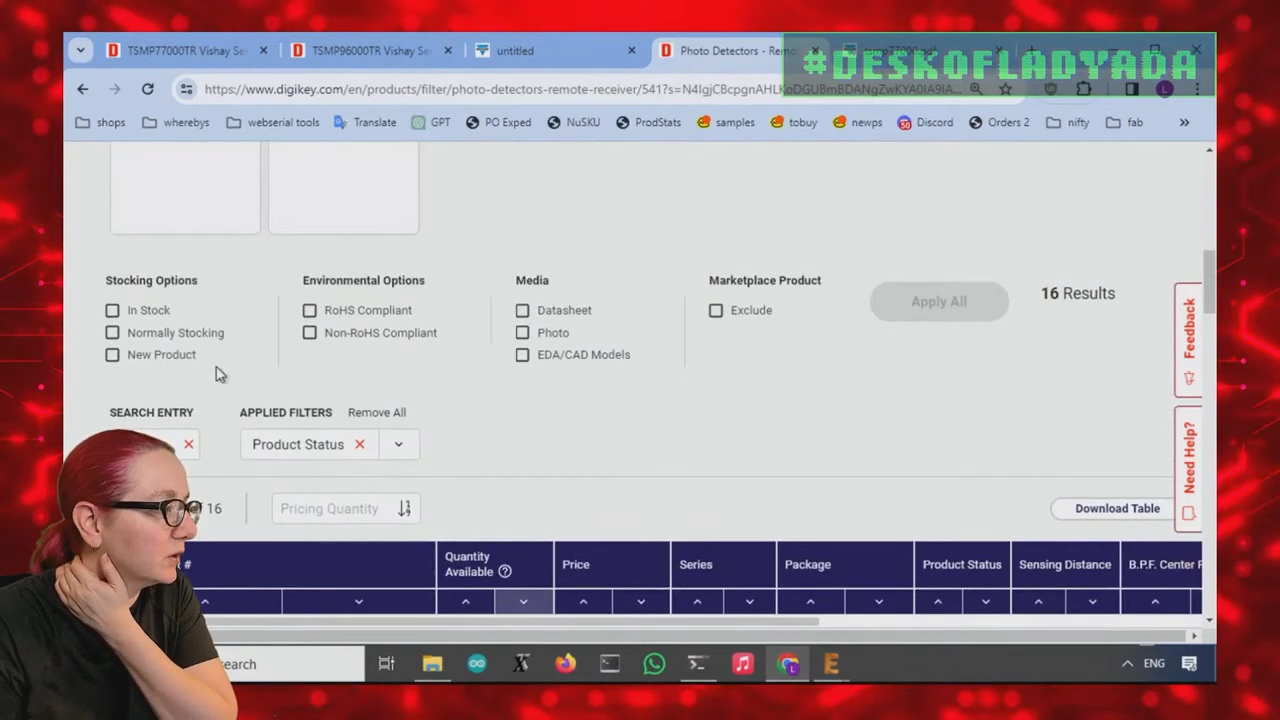 TSMP77000TR Vishay Se
TSMP96000TR Vishay Se
untitled
Photo Detectors - Remo
#DESKOFLADYADA
https://www.digikey.com/en/products/filter/photo-detectors-remote-receiver/541?s=N4IgjCBcpgnAHLKoDGUBmBDANgZwKYA0IA9IA...
shops
wherebys
webserial tools
Translate
GPT
PO Exped
NuSKU
ProdStats
samples
tobuy
newps
50
Discord
Orders 2
nifty
fab
»
Stocking Options
Environmental Options
Media
Marketplace Product
In Stock
RoHS Compliant
Datasheet
Exclude
Apply All
16 Results
Normally Stocking
Non-RoHS Compliant
Photo
New Product
EDA/CAD Models
Feedback
SEARCH ENTRY
APPLIED FILTERS
Remove All
Product Status
Need Help?
of 16
Pricing Quantity
Download Table
#
Quantity
Available
Price
Series
Package
Product Status
Sensing Distance
B.P.F. Center F
search
ENG